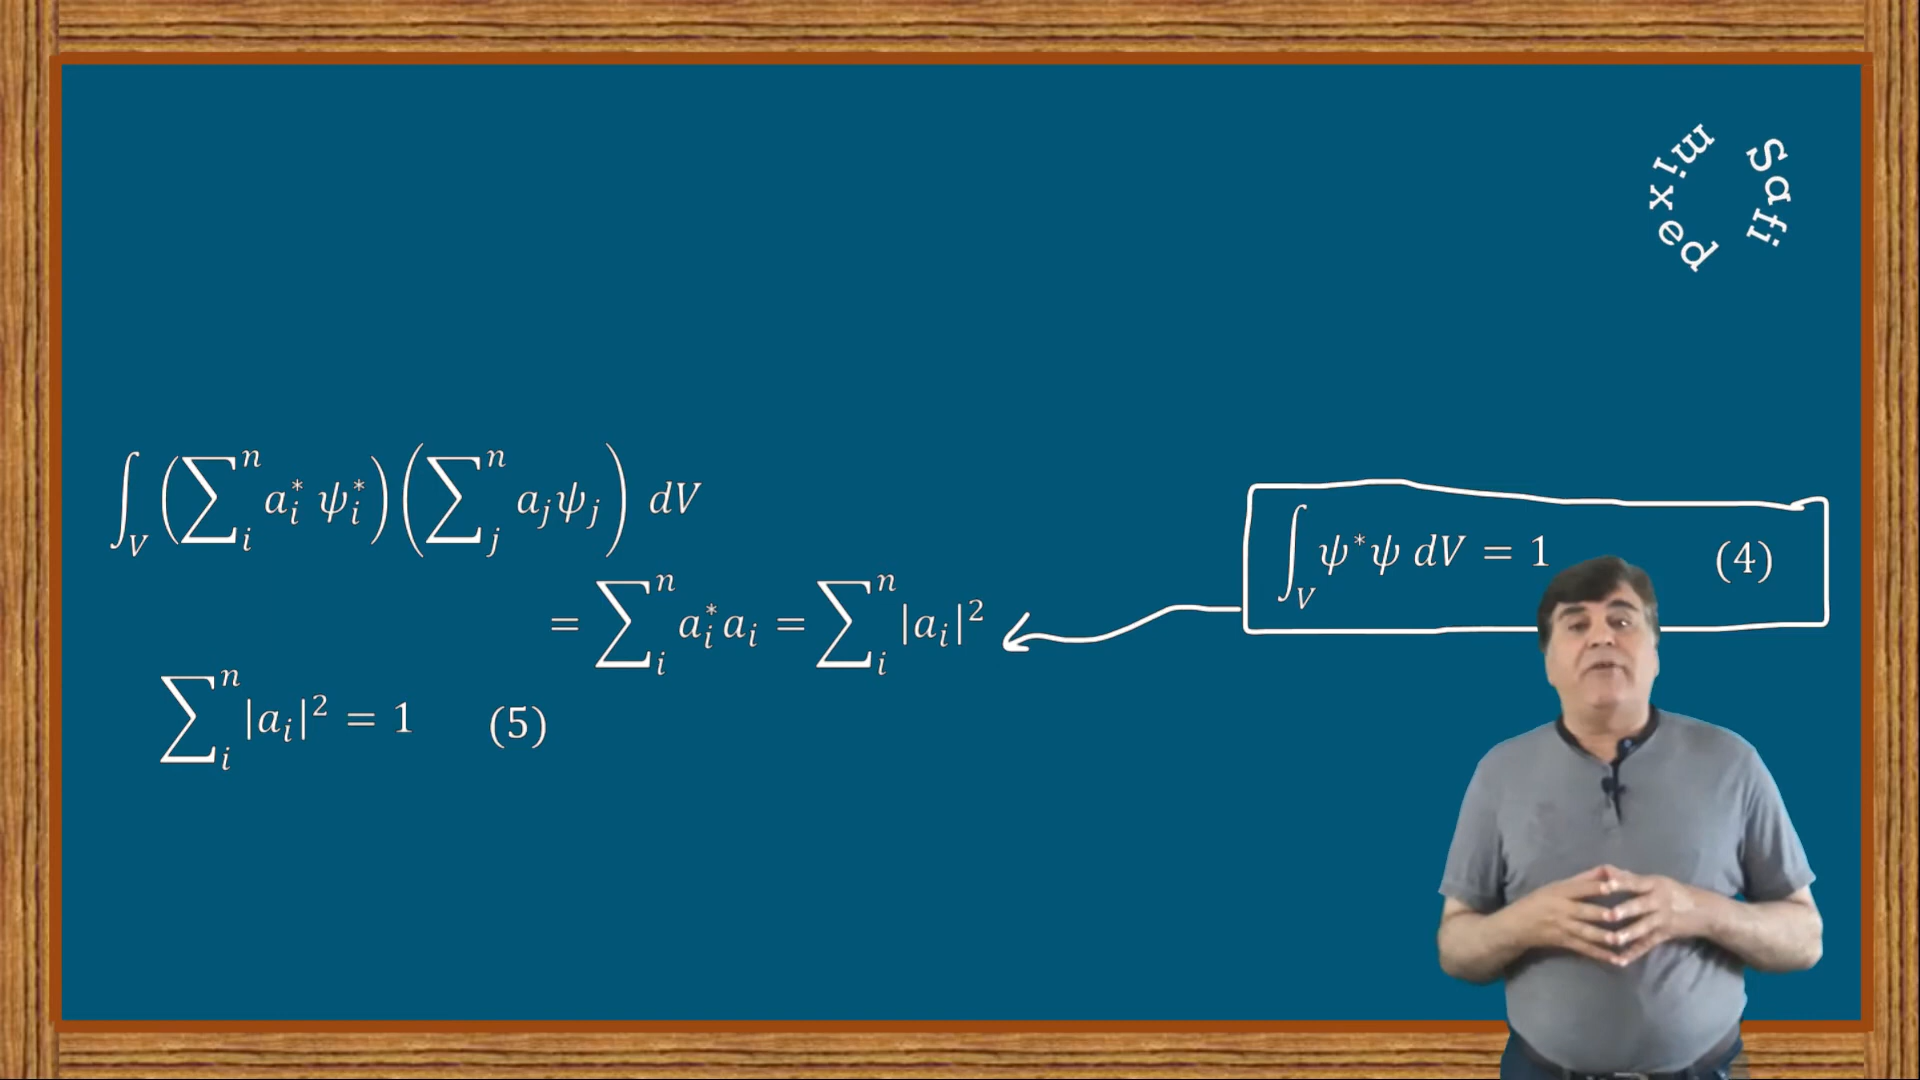 Safi
mixed
∫_V (∑_i^n a_i^* ψ_i^*) (∑_j^n a_j ψ_j) dV
∫_V ψ^*ψ dV = 1 (4)
= ∑_i^n a_i^* a_i = ∑_i^n |a_i|^2
∑_i^n |a_i|^2 = 1 (5)